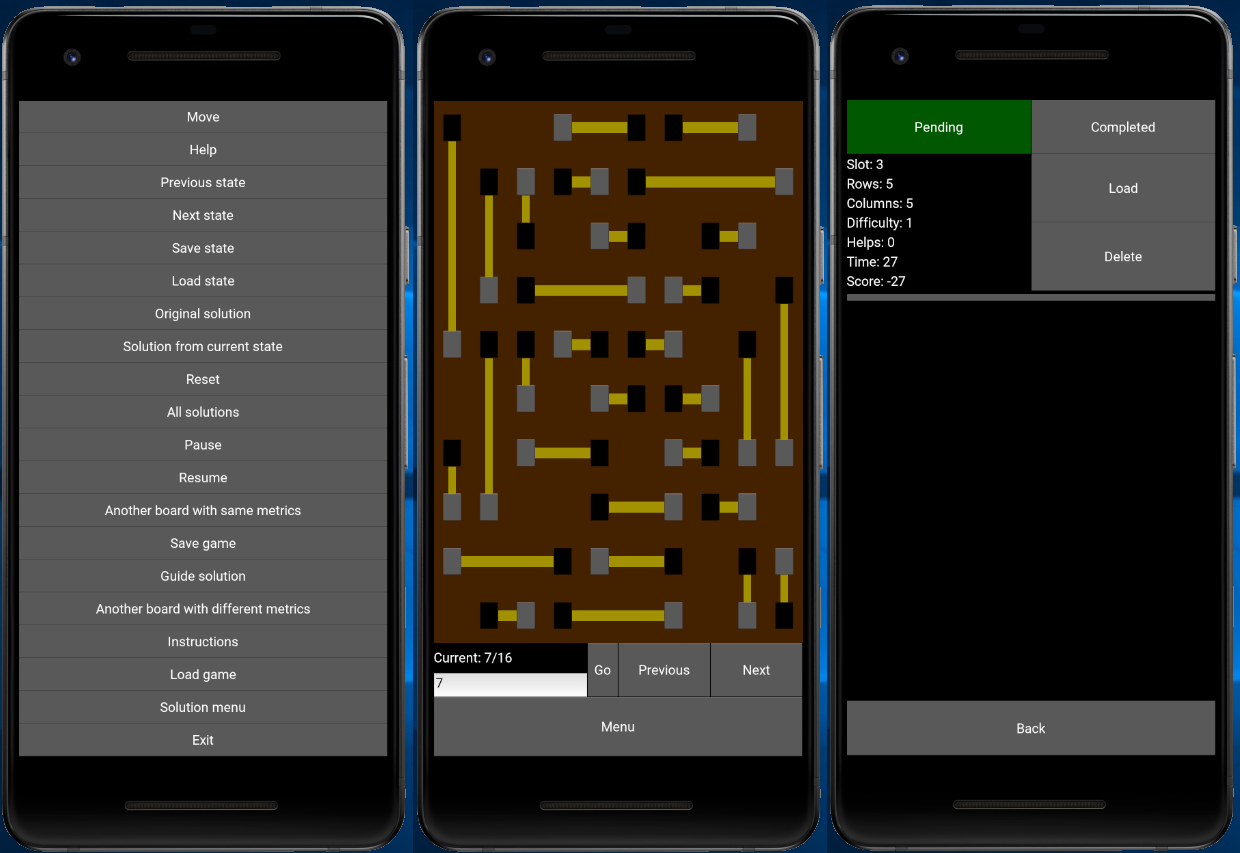 Move
Help
Previous state
Next state
Save state
Load state
Original solution
Solution from current state
Reset
All solutions
Pause
Resume
Another board with same metrics
Save game
Guide solution
Another board with different metrics
Instructions
Load game
Solution menu
Exit
Current: 7/16
7
Go
Previous
Next
Menu
Pending
Completed
Slot: 3
Rows: 5
Columns: 5
Difficulty: 1
Helps: 0
Time: 27
Score: -27
Load
Delete
Back